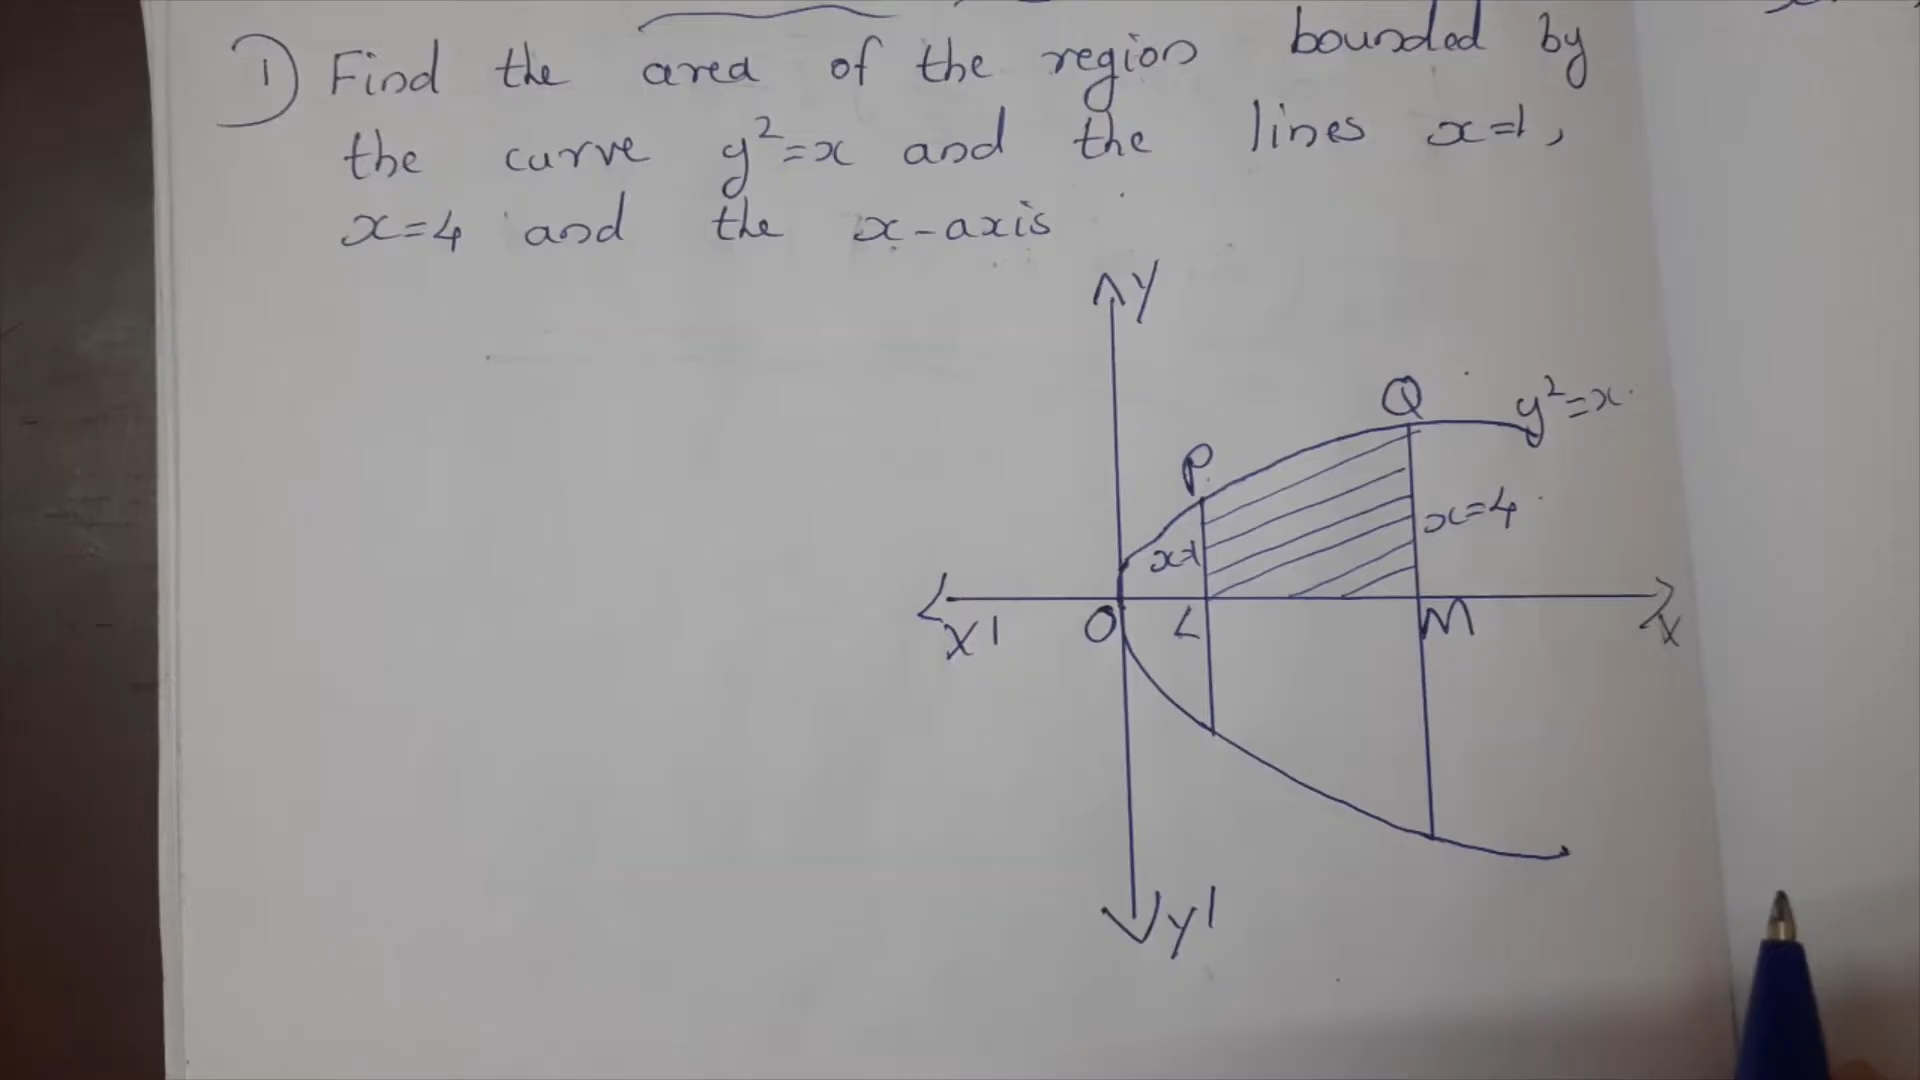 1) Find the area of the region bounded by
the curve y²=x and the lines x=1,
x=4 and the x-axis
Y
Q
y²=x
P
x=4
x=1
O
L
M
X'
X
Y'